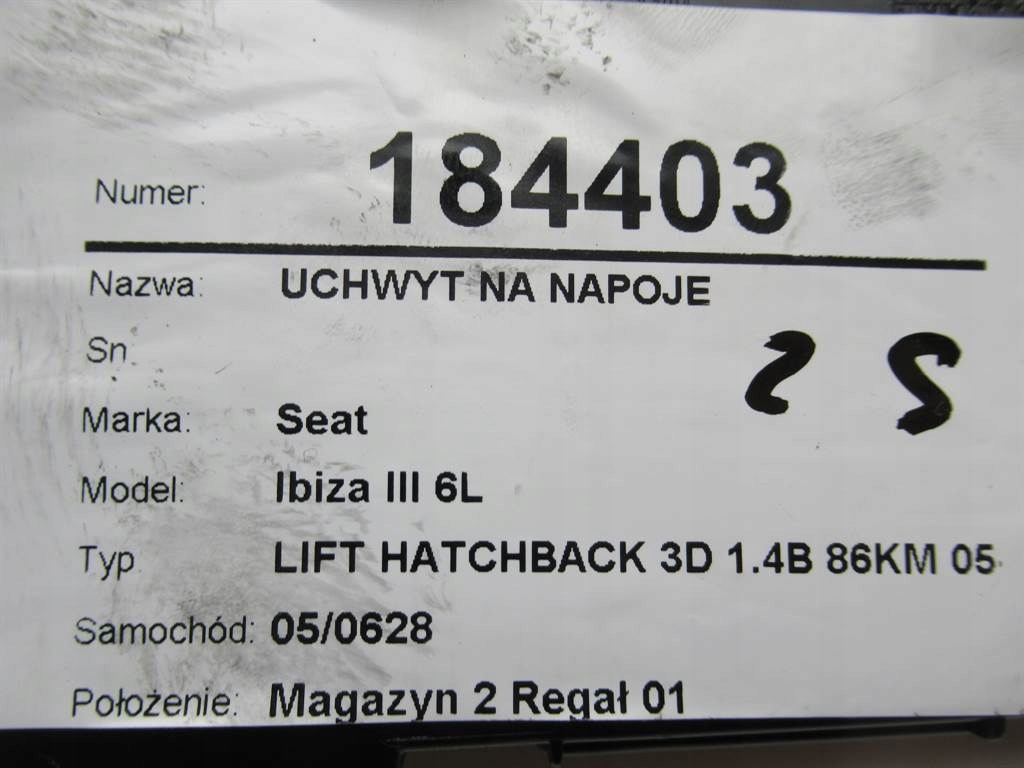 Numer: 184403
Nazwa: UCHWYT NA NAPOJE
Sn:
Marka: Seat
Model: Ibiza III 6L
Typ LIFT HATCHBACK 3D 1.4B 86KM 05-
Samochód: 05/0628
Położenie: Magazyn 2 Regał 01